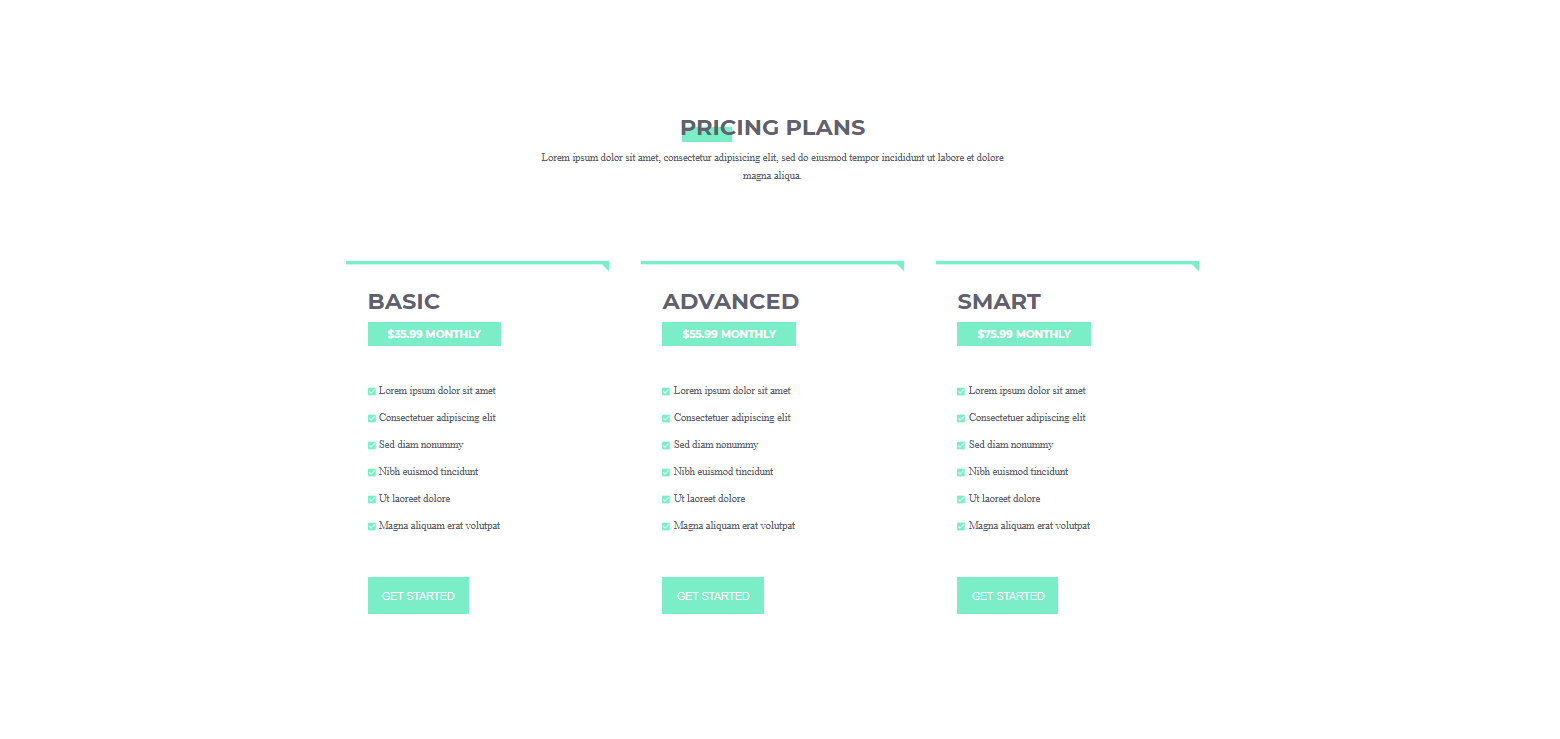 PRICING PLANS
Lorem ipsum dolor sit amet, consectetur adipisicing elit, sed do eiusmod tempor incididunt ut labore et dolore
magna aliqua.
BASIC
$35.99 MONTHLY
Lorem ipsum dolor sit amet
Consectetuer adipiscing elit
Sed diam nonummy
Nibh euismod tincidunt
Ut laoreet dolore
Magna aliquam erat volutpat
GET STARTED
ADVANCED
$55.99 MONTHLY
Lorem ipsum dolor sit amet
Consectetuer adipiscing elit
Sed diam nonummy
Nibh euismod tincidunt
Ut laoreet dolore
Magna aliquam erat volutpat
GET STARTED
SMART
$75.99 MONTHLY
Lorem ipsum dolor sit amet
Consectetuer adipiscing elit
Sed diam nonummy
Nibh euismod tincidunt
Ut laoreet dolore
Magna aliquam erat volutpat
GET STARTED